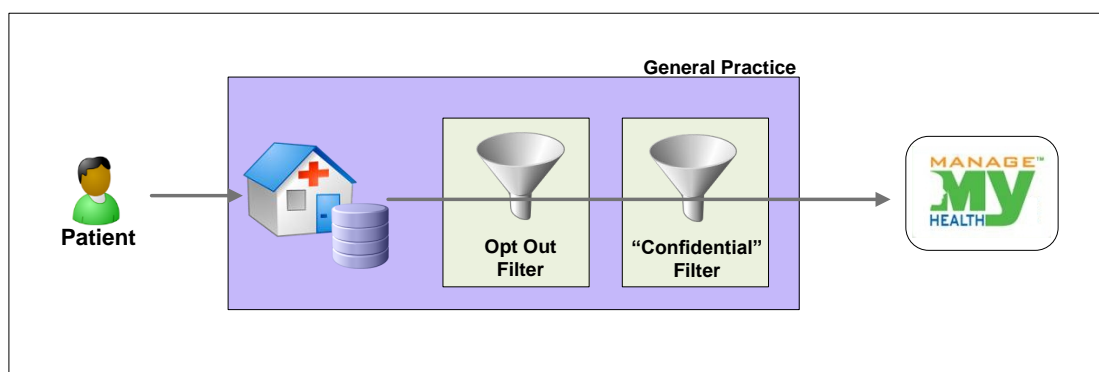 General Practice
Patient
Opt Out
Filter
“Confidential”
Filter
MANAGE™
MY
HEALTH